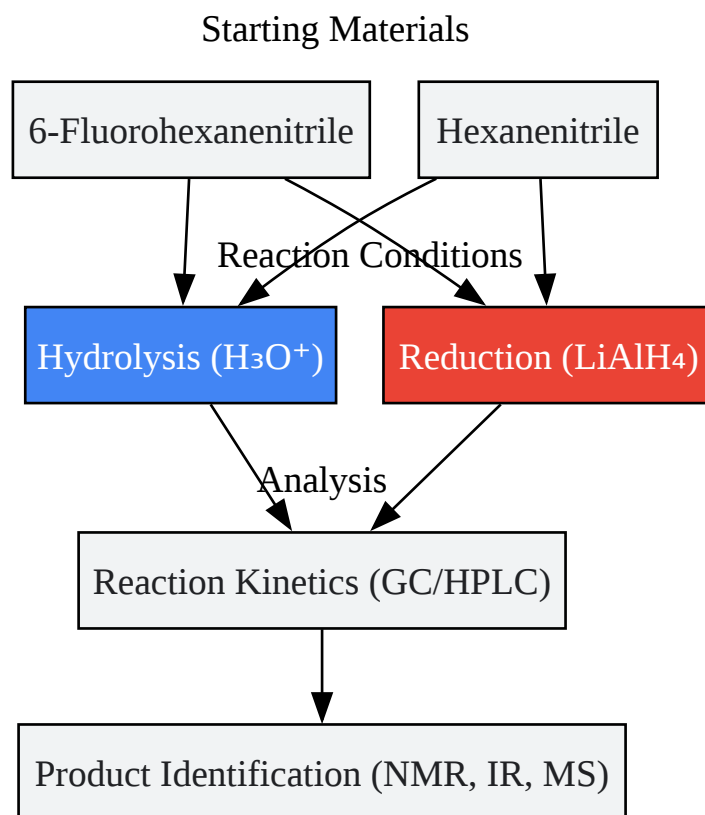 Starting Materials
6-Fluorohexanenitrile
Hexanenitrile
Reaction Conditions
Hydrolysis (H₃O⁺)
Reduction (LiAlH₄)
Analysis
Reaction Kinetics (GC/HPLC)
Product Identification (NMR, IR, MS)